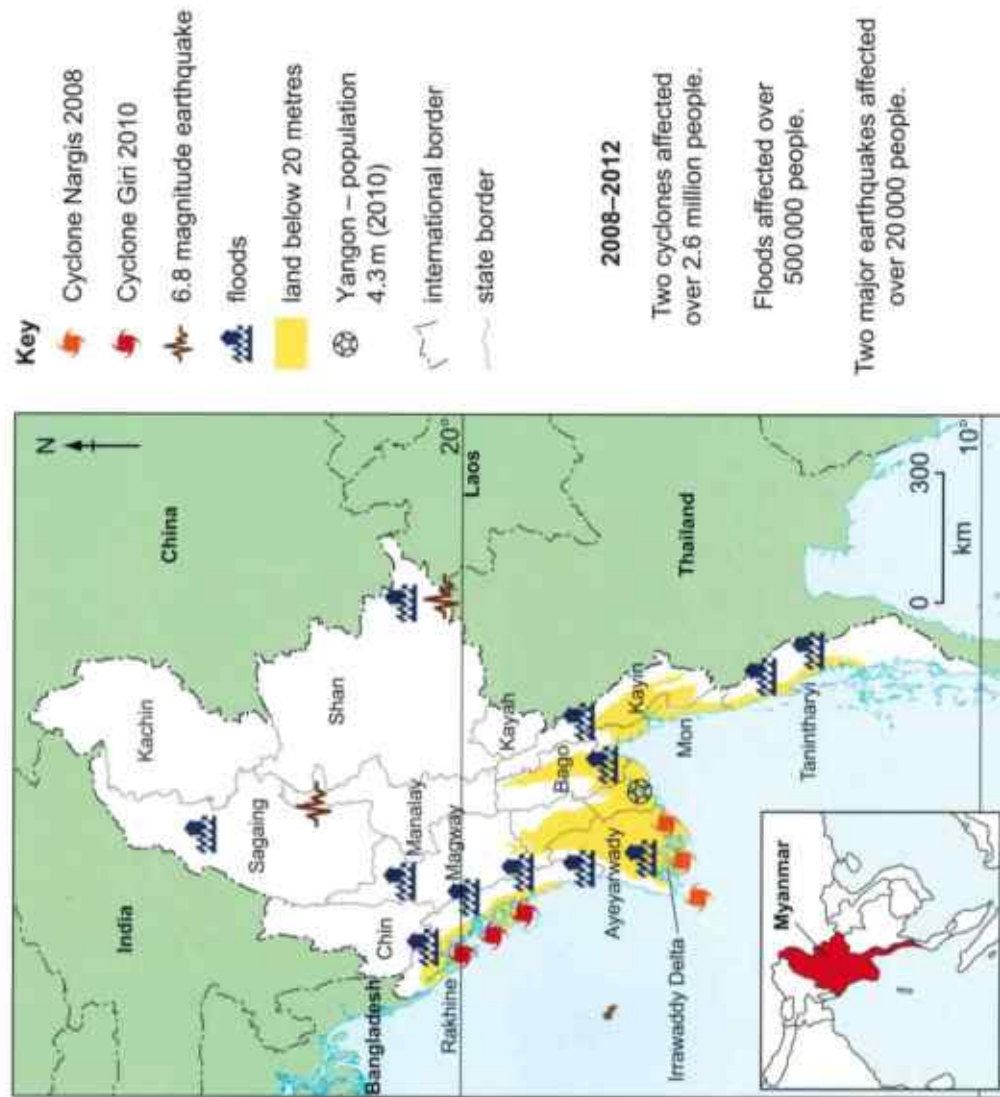 Key
Cyclone Nargis 2008
Cyclone Giri 2010
6.8 magnitude earthquake
floods
land below 20 metres
Yangon – population
4.3 m (2010)
international border
state border
2008–2012
Two cyclones affected
over 2.6 million people.
Floods affected over
500 000 people.
Two major earthquakes affected
over 20 000 people.
N
China
India
Kachin
Sagaing
Shan
Chin
Manalay
Magway
20°
Laos
Bangladesh
Rakhine
Kayah
Bago
Kayin
Thailand
Ayeyarwady
Mon
Irrawaddy Delta
Tanintharyi
0 300
km
10°
Myanmar